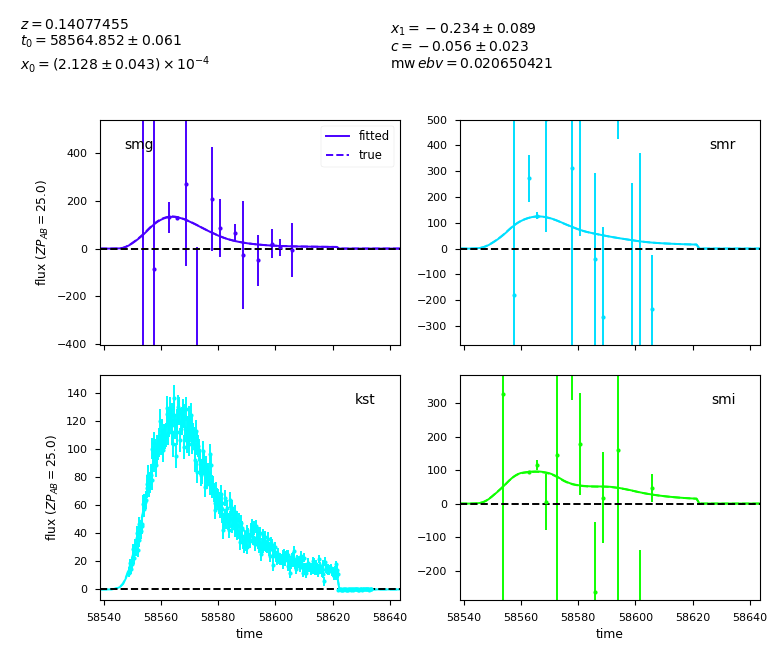 z = 0.14077455
t₀ = 58564.852 ± 0.061
x₀ = (2.128 ± 0.043) × 10⁻⁴
x₁ = −0.234 ± 0.089
c = −0.056 ± 0.023
mw ebv = 0.020650421
smg
fitted
true
400
200
0
−200
−400
flux (ZP_AB = 25.0)
smr
500
400
300
200
100
0
−100
−200
−300
kst
140
120
100
80
60
40
20
0
flux (ZP_AB = 25.0)
58540 58560 58580 58600 58620 58640
time
smi
300
200
100
0
−100
−200
58540 58560 58580 58600 58620 58640
time